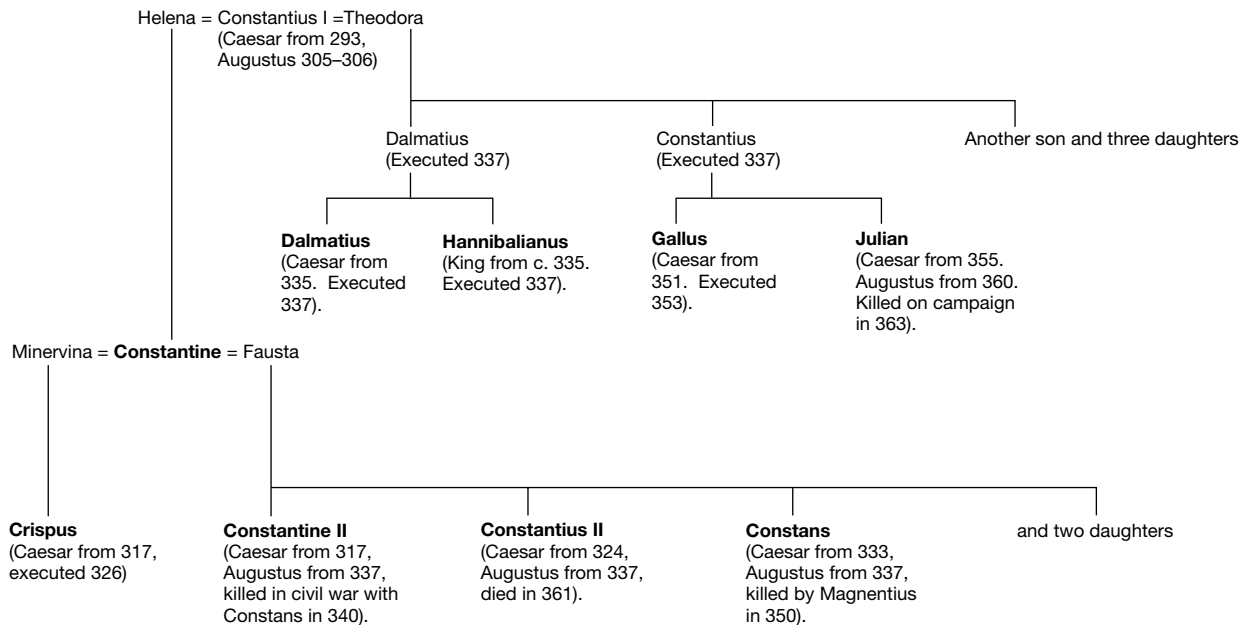 Helena = Constantius I =Theodora
(Caesar from 293,
Augustus 305–306)
Dalmatius
(Executed 337)
Constantius
(Executed 337)
Another son and three daughters
Dalmatius
(Caesar from
335.  Executed
337).
Hannibalianus
(King from c. 335.
Executed 337).
Gallus
(Caesar from
351.  Executed
353).
Julian
(Caesar from 355.
Augustus from 360.
Killed on campaign
in 363).
Minervina = Constantine = Fausta
Crispus
(Caesar from 317,
executed 326)
Constantine II
(Caesar from 317,
Augustus from 337,
killed in civil war with
Constans in 340).
Constantius II
(Caesar from 324,
Augustus from 337,
died in 361).
Constans
(Caesar from 333,
Augustus from 337,
killed by Magnentius
in 350).
and two daughters